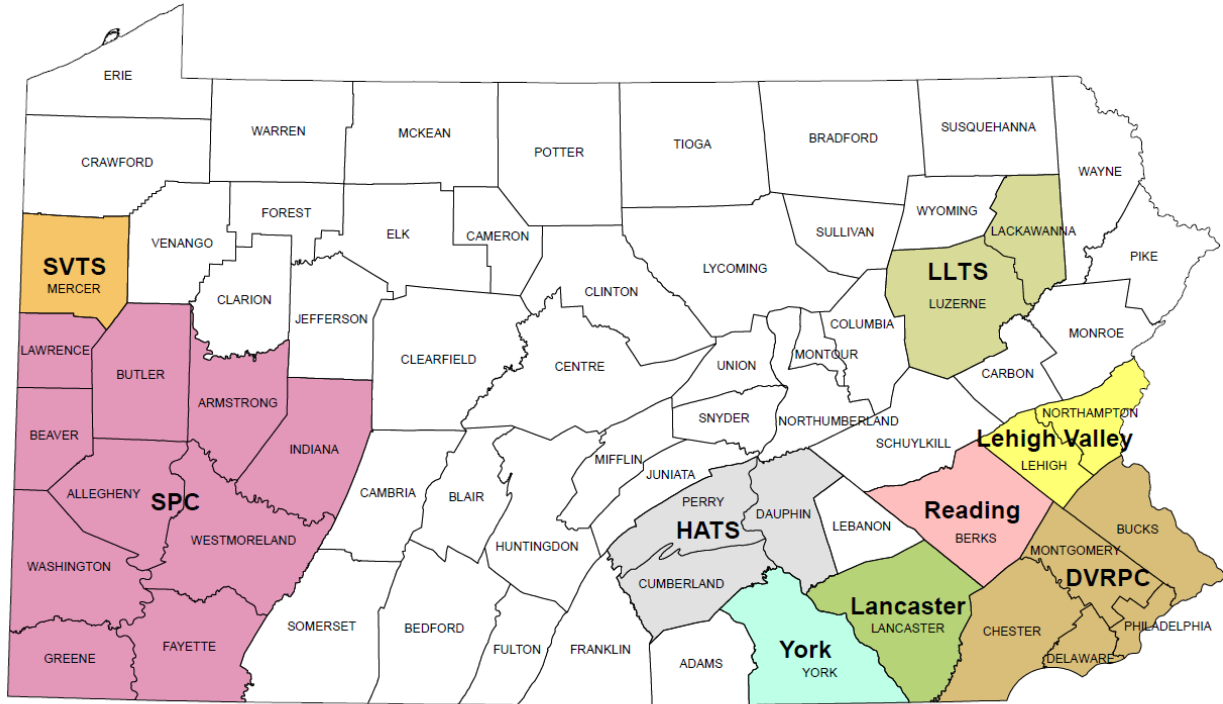 ERIE
WARREN
MCKEAN
POTTER
TIOGA
BRADFORD
SUSQUEHANNA
WAYNE
CRAWFORD
FOREST
VENANGO
ELK
CAMERON
SULLIVAN
WYOMING
LACKAWANNA
PIKE
SVTS
MERCER
LYCOMING
LLTS
LUZERNE
CLARION
JEFFERSON
CLINTON
COLUMBIA
MONROE
LAWRENCE
BUTLER
CLEARFIELD
CENTRE
UNION
MONTOUR
CARBON
ARMSTRONG
SNYDER
NORTHUMBERLAND
NORTHAMPTON
BEAVER
INDIANA
SCHUYLKILL
Lehigh Valley
LEHIGH
MIFFLIN
JUNIATA
ALLEGHENY
SPC
CAMBRIA
BLAIR
PERRY
DAUPHIN
HATS
LEBANON
Reading
BERKS
BUCKS
WESTMORELAND
HUNTINGDON
MONTGOMERY
WASHINGTON
CUMBERLAND
DVRPC
Lancaster
LANCASTER
CHESTER
PHILADELPHIA
SOMERSET
BEDFORD
FULTON
FRANKLIN
ADAMS
York
YORK
DELAWARE
GREENE
FAYETTE